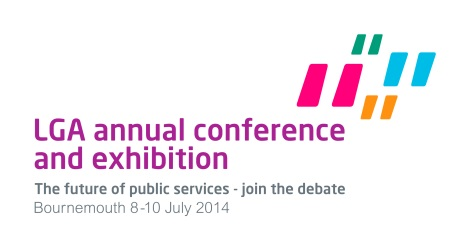 LGA annual conference
and exhibition
The future of public services - join the debate
Bournemouth 8-10 July 2014